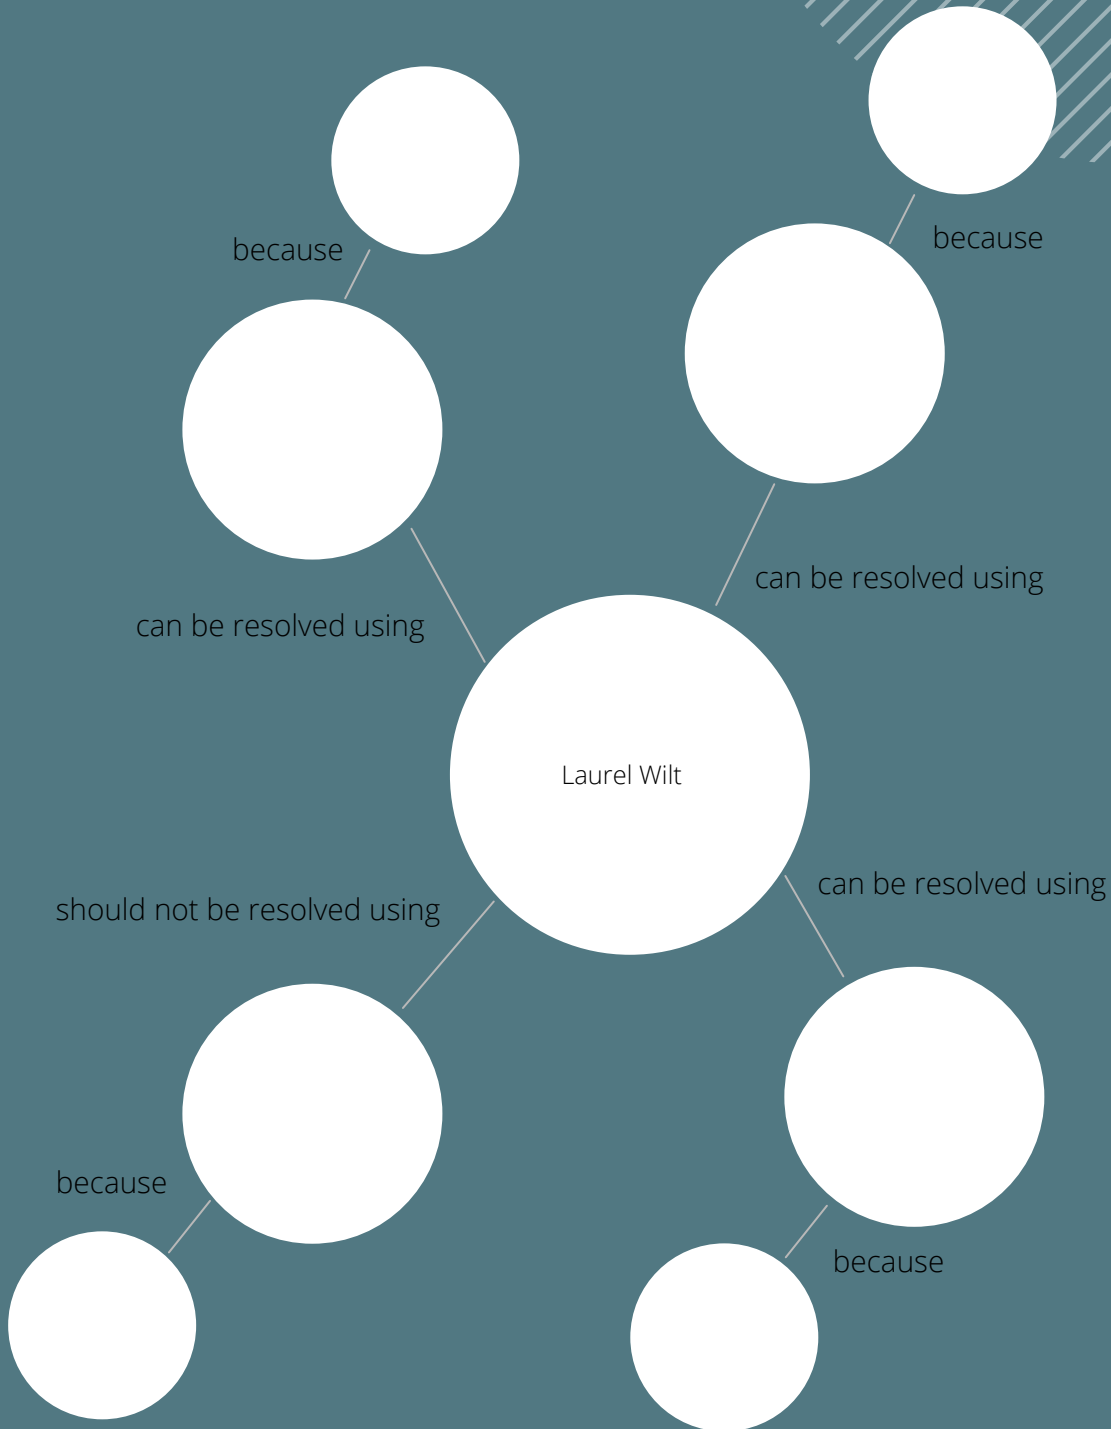 because
because
can be resolved using
can be resolved using
Laurel Wilt
can be resolved using
should not be resolved using
because
because